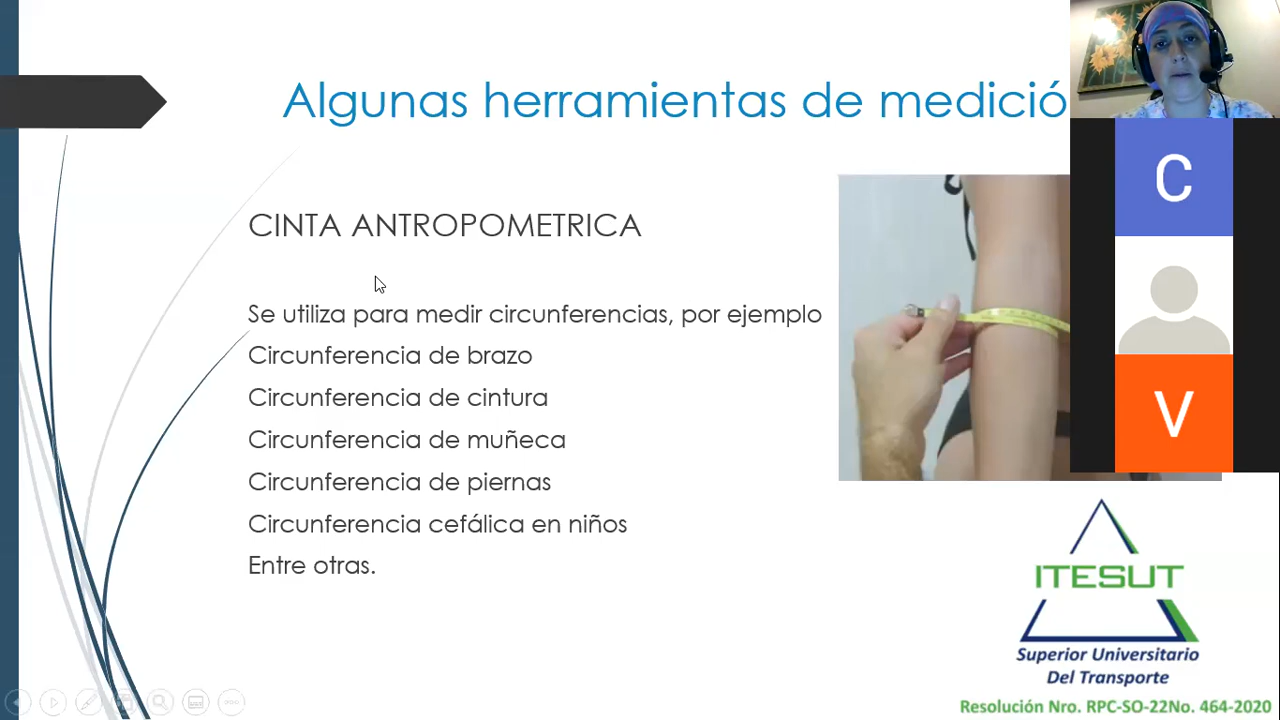 Algunas herramientas de medició
CINTA ANTROPOMETRICA
Se utiliza para medir circunferencias, por ejemplo
Circunferencia de brazo
Circunferencia de cintura
Circunferencia de muñeca
Circunferencia de piernas
Circunferencia cefálica en niños
Entre otras.
C
V
ITESUT
Superior Universitario
Del Transporte
Resolución Nro. RPC-SO-22No. 464-2020